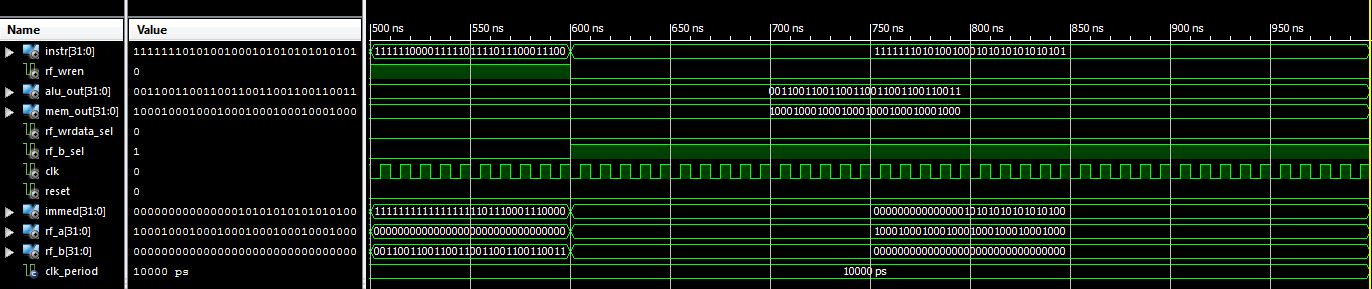 Name Value 500 ns 550 ns 600 ns 650 ns 700 ns 750 ns 800 ns 850 ns 900 ns 950 ns
instr[31:0] 11111110101001000101010101010101 11111100001111101111011100011100 11111110101001000101010101010101
rf_wren 0
alu_out[31:0] 00110011001100110011001100110011 00110011001100110011001100110011
mem_out[31:0] 10001000100010001000100010001000 10001000100010001000100010001000
rf_wrdata_sel 0
rf_b_sel 1
clk 0
reset 0
immed[31:0] 00000000000000010101010101010100 11111111111111111101110001110000 00000000000000010101010101010100
rf_a[31:0] 10001000100010001000100010001000 00000000000000000000000000000000 10001000100010001000100010001000
rf_b[31:0] 00000000000000000000000000000000 00110011001100110011001100110011 00000000000000000000000000000000
clk_period 10000 ps 10000 ps